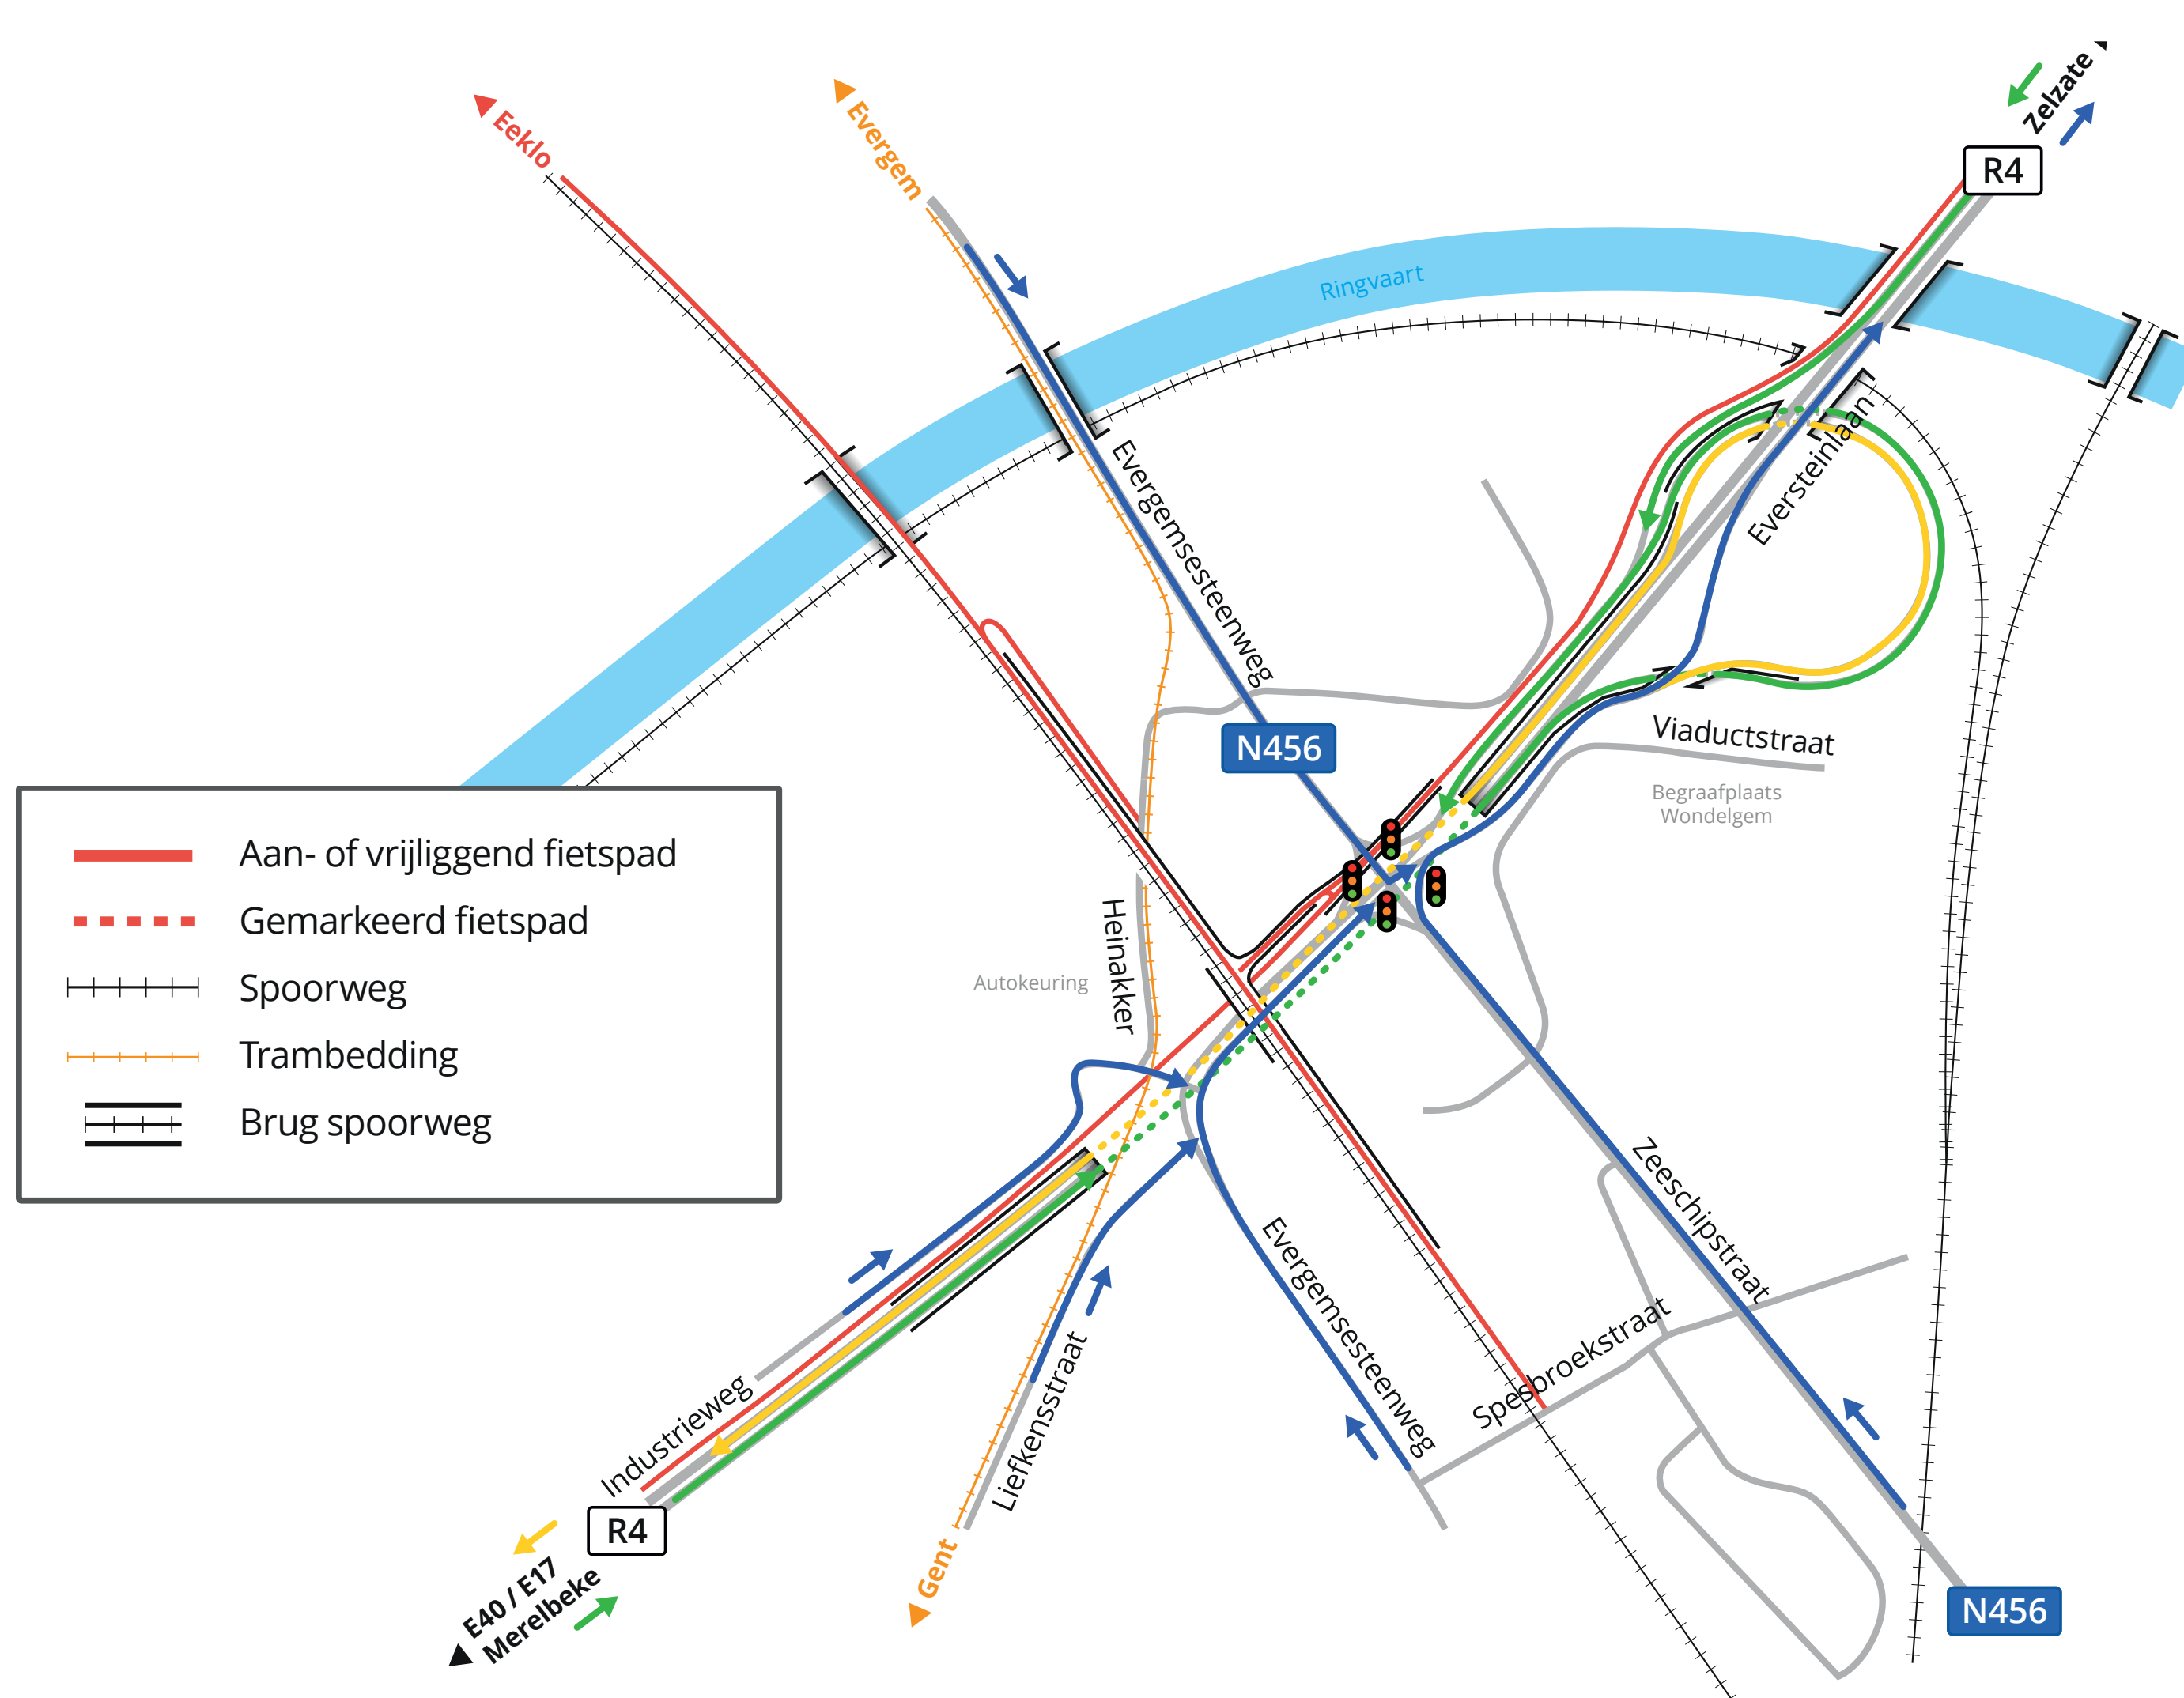 Zelzate
R4
Eeklo
Evergem
Ringvaart
Eversteinlaan
Evergemsesteenweg
N456
Viaductstraat
Begraafplaats
Wondelgem
Aan- of vrijliggend fietspad
Gemarkeerd fietspad
Spoorweg
Trambedding
Brug spoorweg
Heinakker
Autokeuring
Zeeschipstraat
Evergemsesteenweg
Spesbroekstraat
Liefkensstraat
Industrieweg
R4
E40 / E17
Merelbeke
Gent
N456